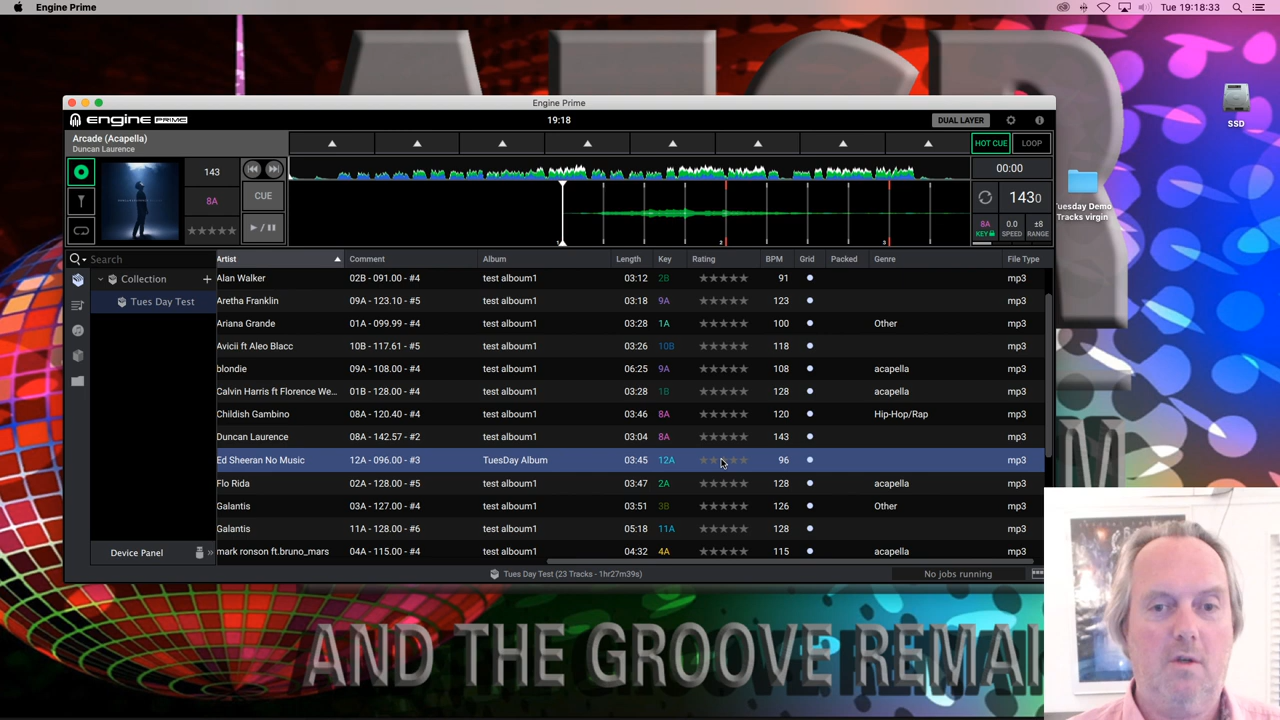 Engine Prime
Tue 19:18:33
Engine Prime
engine PRIME
19:18
DUAL LAYER
Arcade (Acapella)
Duncan Laurence
143
8A
CUE
HOT CUE
LOOP
00:00
1430
8A
KEY
0.0
SPEED
±8
RANGE
1
2
3
SSD
Tuesday Demo
Tracks virgin
Search
Collection
Tues Day Test
Device Panel
Artist Comment Album Length Key Rating BPM Grid Packed Genre File Type
Alan Walker 02B - 091.00 - #4 test alboum1 03:12 2B 91 mp3
Aretha Franklin 09A - 123.10 - #5 test alboum1 03:18 9A 123 mp3
Ariana Grande 01A - 099.99 - #4 test alboum1 03:28 1A 100 Other mp3
Avicii ft Aleo Blacc 10B - 117.61 - #5 test alboum1 03:26 10B 118 mp3
blondie 09A - 108.00 - #4 test alboum1 06:25 9A 108 acapella mp3
Calvin Harris ft Florence We... 01B - 128.00 - #4 test alboum1 03:28 1B 128 acapella mp3
Childish Gambino 08A - 120.40 - #4 test alboum1 03:46 8A 120 Hip-Hop/Rap mp3
Duncan Laurence 08A - 142.57 - #2 test alboum1 03:04 8A 143 mp3
Ed Sheeran No Music 12A - 096.00 - #3 TuesDay Album 03:45 12A 96 mp3
Flo Rida 02A - 128.00 - #5 test alboum1 03:47 2A 128 acapella mp3
Galantis 03A - 127.00 - #4 test alboum1 03:51 3B 126 Other mp3
Galantis 11A - 128.00 - #6 test alboum1 05:18 11A 128 mp3
mark ronson ft.bruno_mars 04A - 115.00 - #4 test alboum1 04:32 4A 115 acapella mp3
Tues Day Test (23 Tracks - 1hr27m39s)
No jobs running
AND THE GROOVE REMAI